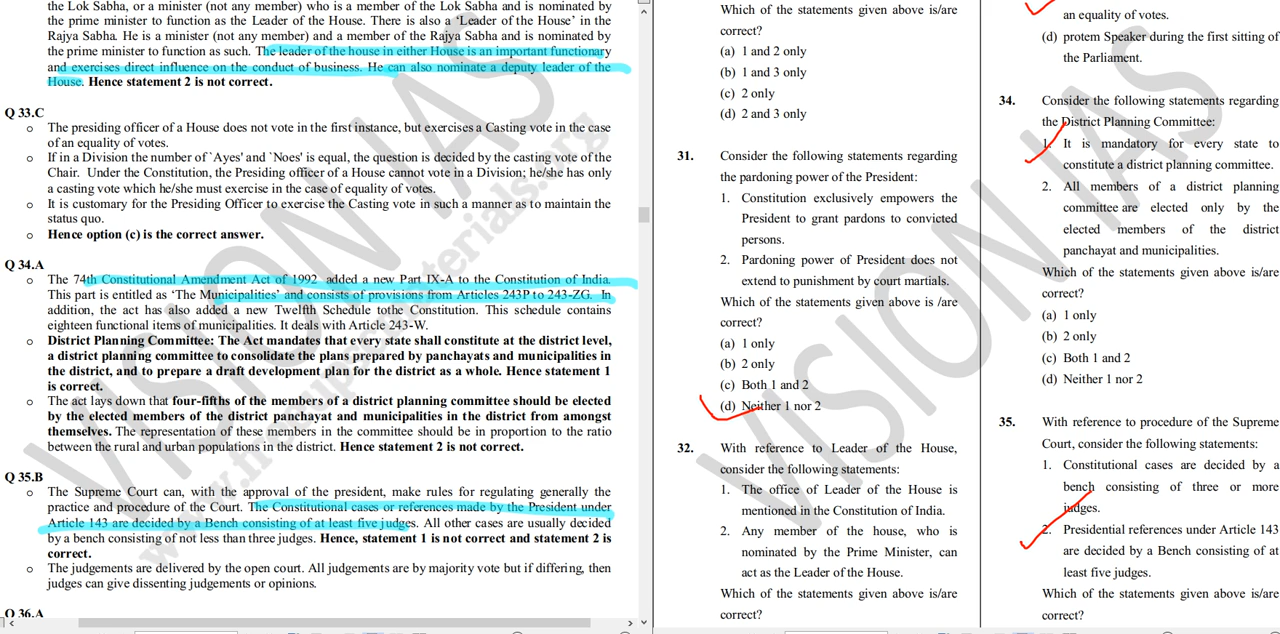 the Lok Sabha, or a minister (not any member) who is a member of the Lok Sabha and is nominated by
the prime minister to function as the Leader of the House. There is also a 'Leader of the House' in the
Rajya Sabha. He is a minister (not any member) and a member of the Rajya Sabha and is nominated by
the prime minister to function as such. The leader of the house in either House is an important functionary
and exercises direct influence on the conduct of business. He can also nominate a deputy leader of the
House. Hence statement 2 is not correct.
Q 33.C
o The presiding officer of a House does not vote in the first instance, but exercises a Casting vote in the case
of an equality of votes.
o If in a Division the number of `Ayes' and `Noes' is equal, the question is decided by the casting vote of the
Chair. Under the Constitution, the Presiding officer of a House cannot vote in a Division; he/she has only
a casting vote which he/she must exercise in the case of equality of votes.
o It is customary for the Presiding Officer to exercise the Casting vote in such a manner as to maintain the
status quo.
o Hence option (c) is the correct answer.
Q 34.A
o The 74th Constitutional Amendment Act of 1992 added a new Part IX-A to the Constitution of India.
This part is entitled as 'The Municipalities' and consists of provisions from Articles 243P to 243-ZG. In
addition, the act has also added a new Twelfth Schedule tothe Constitution. This schedule contains
eighteen functional items of municipalities. It deals with Article 243-W.
o District Planning Committee: The Act mandates that every state shall constitute at the district level,
a district planning committee to consolidate the plans prepared by panchayats and municipalities in
the district, and to prepare a draft development plan for the district as a whole. Hence statement 1
is correct.
o The act lays down that four-fifths of the members of a district planning committee should be elected
by the elected members of the district panchayat and municipalities in the district from amongst
themselves. The representation of these members in the committee should be in proportion to the ratio
between the rural and urban populations in the district. Hence statement 2 is not correct.
Q 35.B
o The Supreme Court can, with the approval of the president, make rules for regulating generally the
practice and procedure of the Court. The Constitutional cases or references made by the President under
Article 143 are decided by a Bench consisting of at least five judges. All other cases are usually decided
by a bench consisting of not less than three judges. Hence, statement 1 is not correct and statement 2 is
correct.
o The judgements are delivered by the open court. All judgements are by majority vote but if differing, then
judges can give dissenting judgements or opinions.
Q 36.A
VISION IAS
Which of the statements given above is/are
correct?
(a) 1 and 2 only
(b) 1 and 3 only
(c) 2 only
(d) 2 and 3 only
31. Consider the following statements regarding
the pardoning power of the President:
1. Constitution exclusively empowers the
President to grant pardons to convicted
persons.
2. Pardoning power of President does not
extend to punishment by court martials.
Which of the statements given above is /are
correct?
(a) 1 only
(b) 2 only
(c) Both 1 and 2
(d) Neither 1 nor 2
32. With reference to Leader of the House,
consider the following statements:
1. The office of Leader of the House is
mentioned in the Constitution of India.
2. Any member of the house, who is
nominated by the Prime Minister, can
act as the Leader of the House.
Which of the statements given above is/are
correct?
an equality of votes.
(d) protem Speaker during the first sitting of
the Parliament.
34. Consider the following statements regarding
the District Planning Committee:
1. It is mandatory for every state to
constitute a district planning committee.
2. All members of a district planning
committee are elected only by the
elected members of the district
panchayat and municipalities.
Which of the statements given above is/are
correct?
(a) 1 only
(b) 2 only
(c) Both 1 and 2
(d) Neither 1 nor 2
35. With reference to procedure of the Supreme
Court, consider the following statements:
1. Constitutional cases are decided by a
bench consisting of three or more
judges.
2. Presidential references under Article 143
are decided by a Bench consisting of at
least five judges.
Which of the statements given above is/are
correct?
VISION IAS